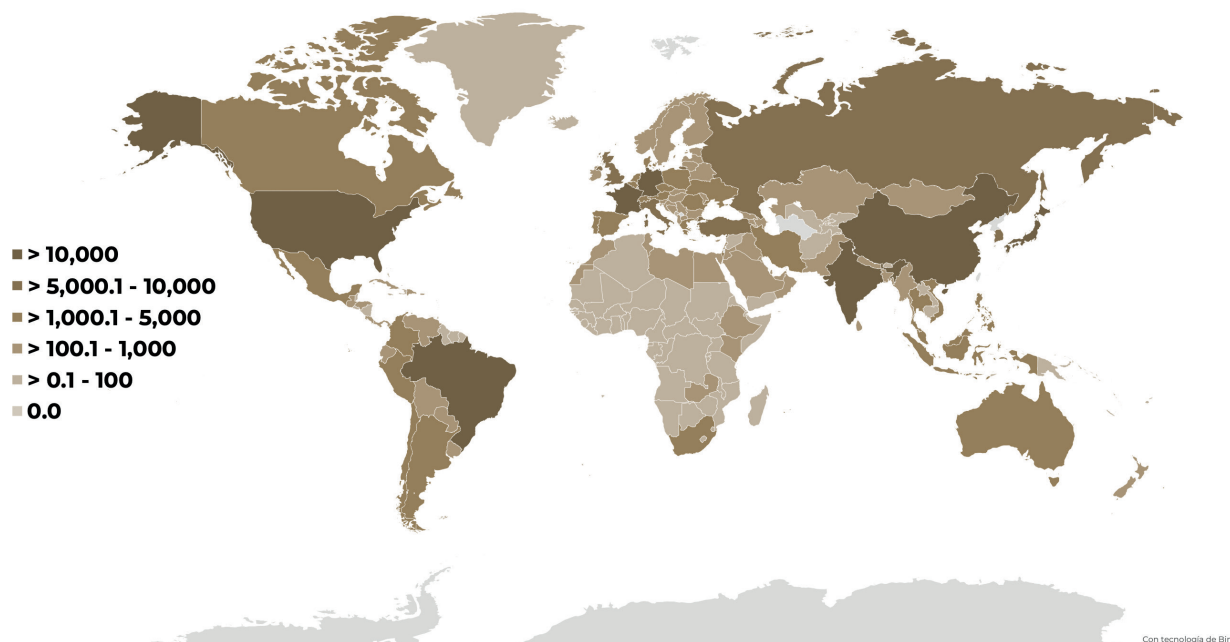 > 10,000
> 5,000.1 - 10,000
> 1,000.1 - 5,000
> 100.1 - 1,000
> 0.1 - 100
0.0
Con tecnología de Bin